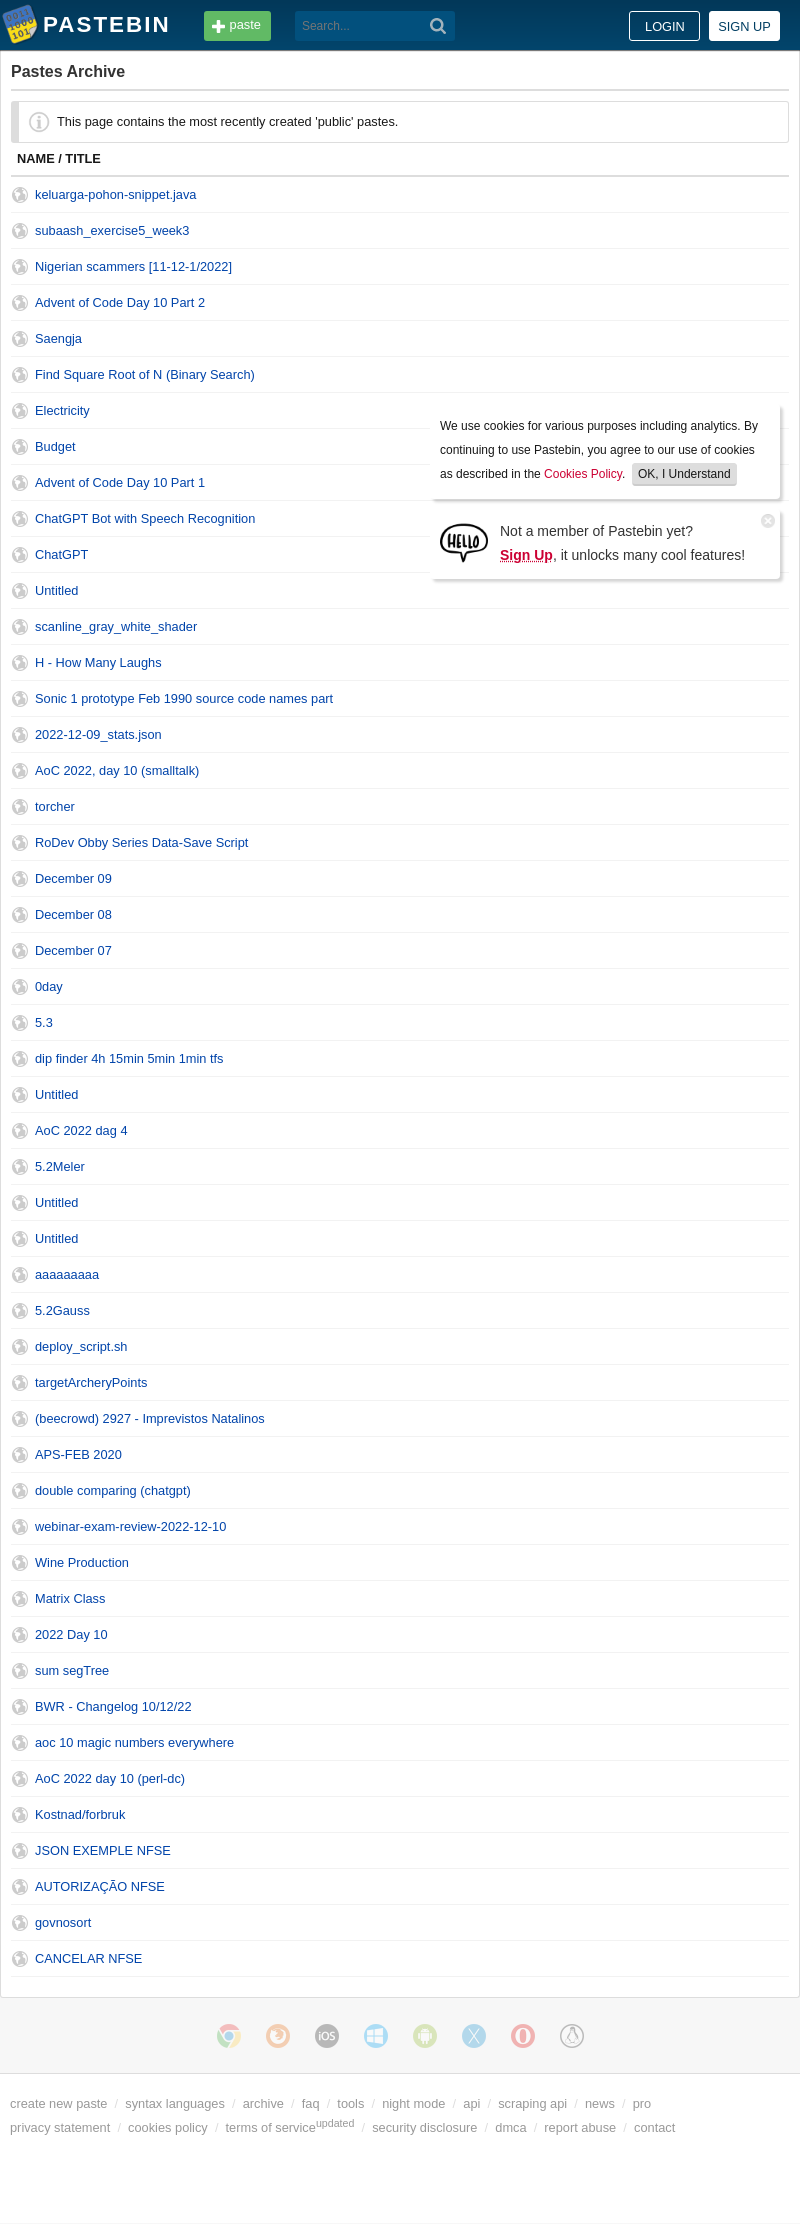 PASTEBIN
paste
Search...
LOGIN
SIGN UP
Pastes Archive
This page contains the most recently created 'public' pastes.
NAME / TITLE
keluarga-pohon-snippet.java
subaash_exercise5_week3
Nigerian scammers [11-12-1/2022]
Advent of Code Day 10 Part 2
Saengja
Find Square Root of N (Binary Search)
Electricity
Budget
Advent of Code Day 10 Part 1
ChatGPT Bot with Speech Recognition
ChatGPT
Untitled
We use cookies for various purposes including analytics. By
continuing to use Pastebin, you agree to our use of cookies
as described in the Cookies Policy. OK, I Understand
HELLO
Not a member of Pastebin yet?
Sign Up, it unlocks many cool features!
scanline_gray_white_shader
H - How Many Laughs
Sonic 1 prototype Feb 1990 source code names part
2022-12-09_stats.json
AoC 2022, day 10 (smalltalk)
torcher
RoDev Obby Series Data-Save Script
December 09
December 08
December 07
0day
5.3
dip finder 4h 15min 5min 1min tfs
Untitled
AoC 2022 dag 4
5.2Meler
Untitled
Untitled
aaaaaaaaa
5.2Gauss
deploy_script.sh
targetArcheryPoints
(beecrowd) 2927 - Imprevistos Natalinos
APS-FEB 2020
double comparing (chatgpt)
webinar-exam-review-2022-12-10
Wine Production
Matrix Class
2022 Day 10
sum segTree
BWR - Changelog 10/12/22
aoc 10 magic numbers everywhere
AoC 2022 day 10 (perl-dc)
Kostnad/forbruk
JSON EXEMPLE NFSE
AUTORIZAÇÃO NFSE
govnosort
CANCELAR NFSE
iOS
create new paste / syntax languages / archive / faq / tools / night mode / api / scraping api / news / pro
privacy statement / cookies policy / terms of service updated / security disclosure / dmca / report abuse / contact